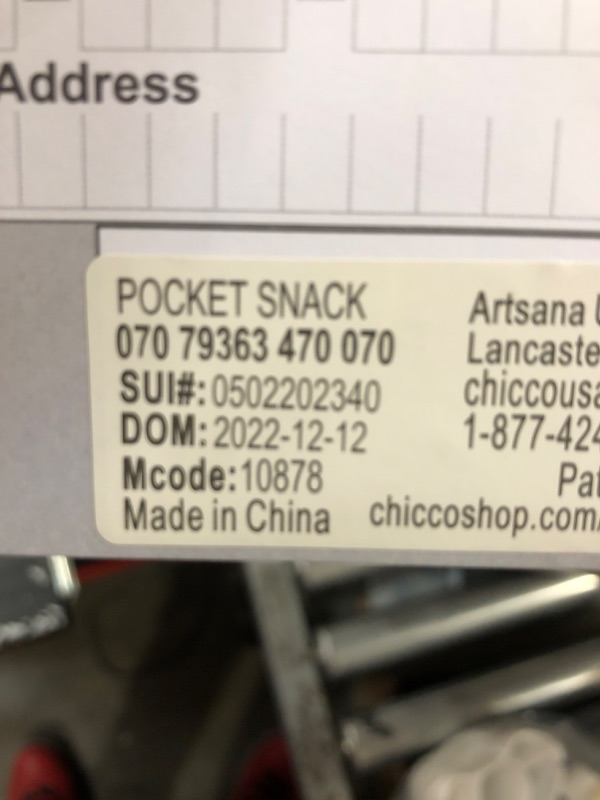 Address
POCKET SNACK
070 79363 470 070
SUI#: 0502202340
DOM: 2022-12-12
Mcode: 10878
Made in China
Artsana
Lancaste
chiccousa
1-877-424
Pat
chiccoshop.com/